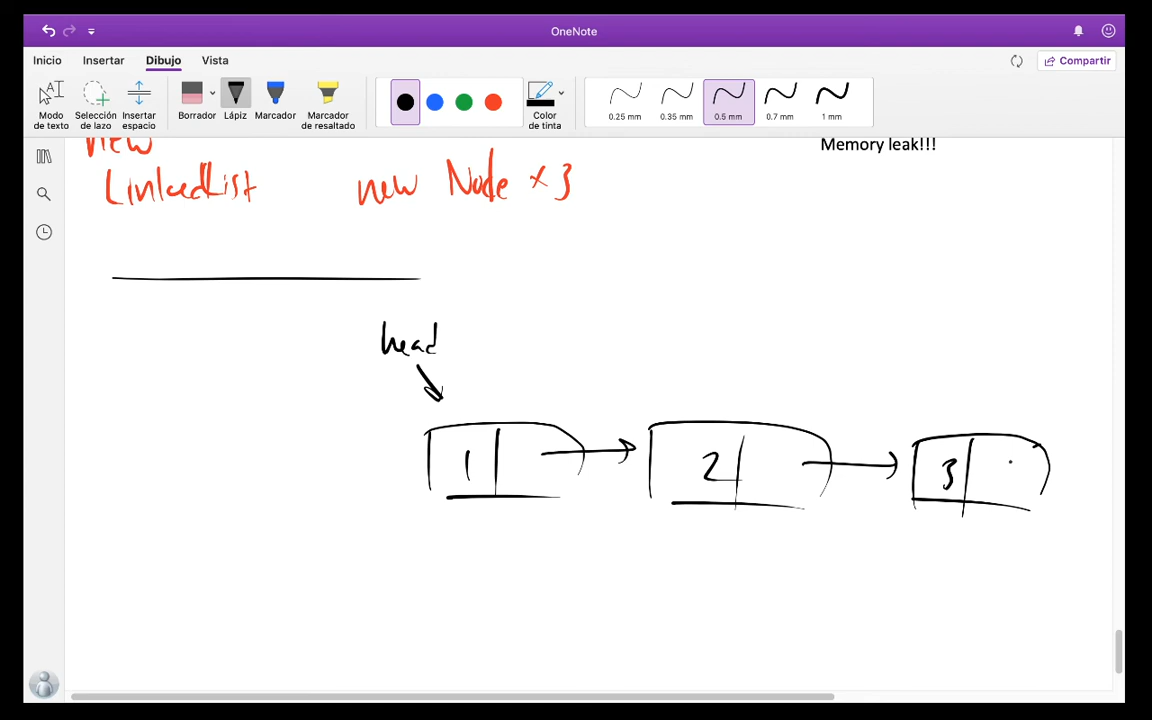 OneNote
Inicio Insertar Dibujo Vista
Compartir
Modo de texto
Selección de lazo
Insertar espacio
Borrador
Lápiz
Marcador
Marcador de resaltado
Color de tinta
0.25 mm 0.35 mm 0.5 mm 0.7 mm 1 mm
new
Memory leak!!!
LinkedList new Node x 3
head
1 2 3